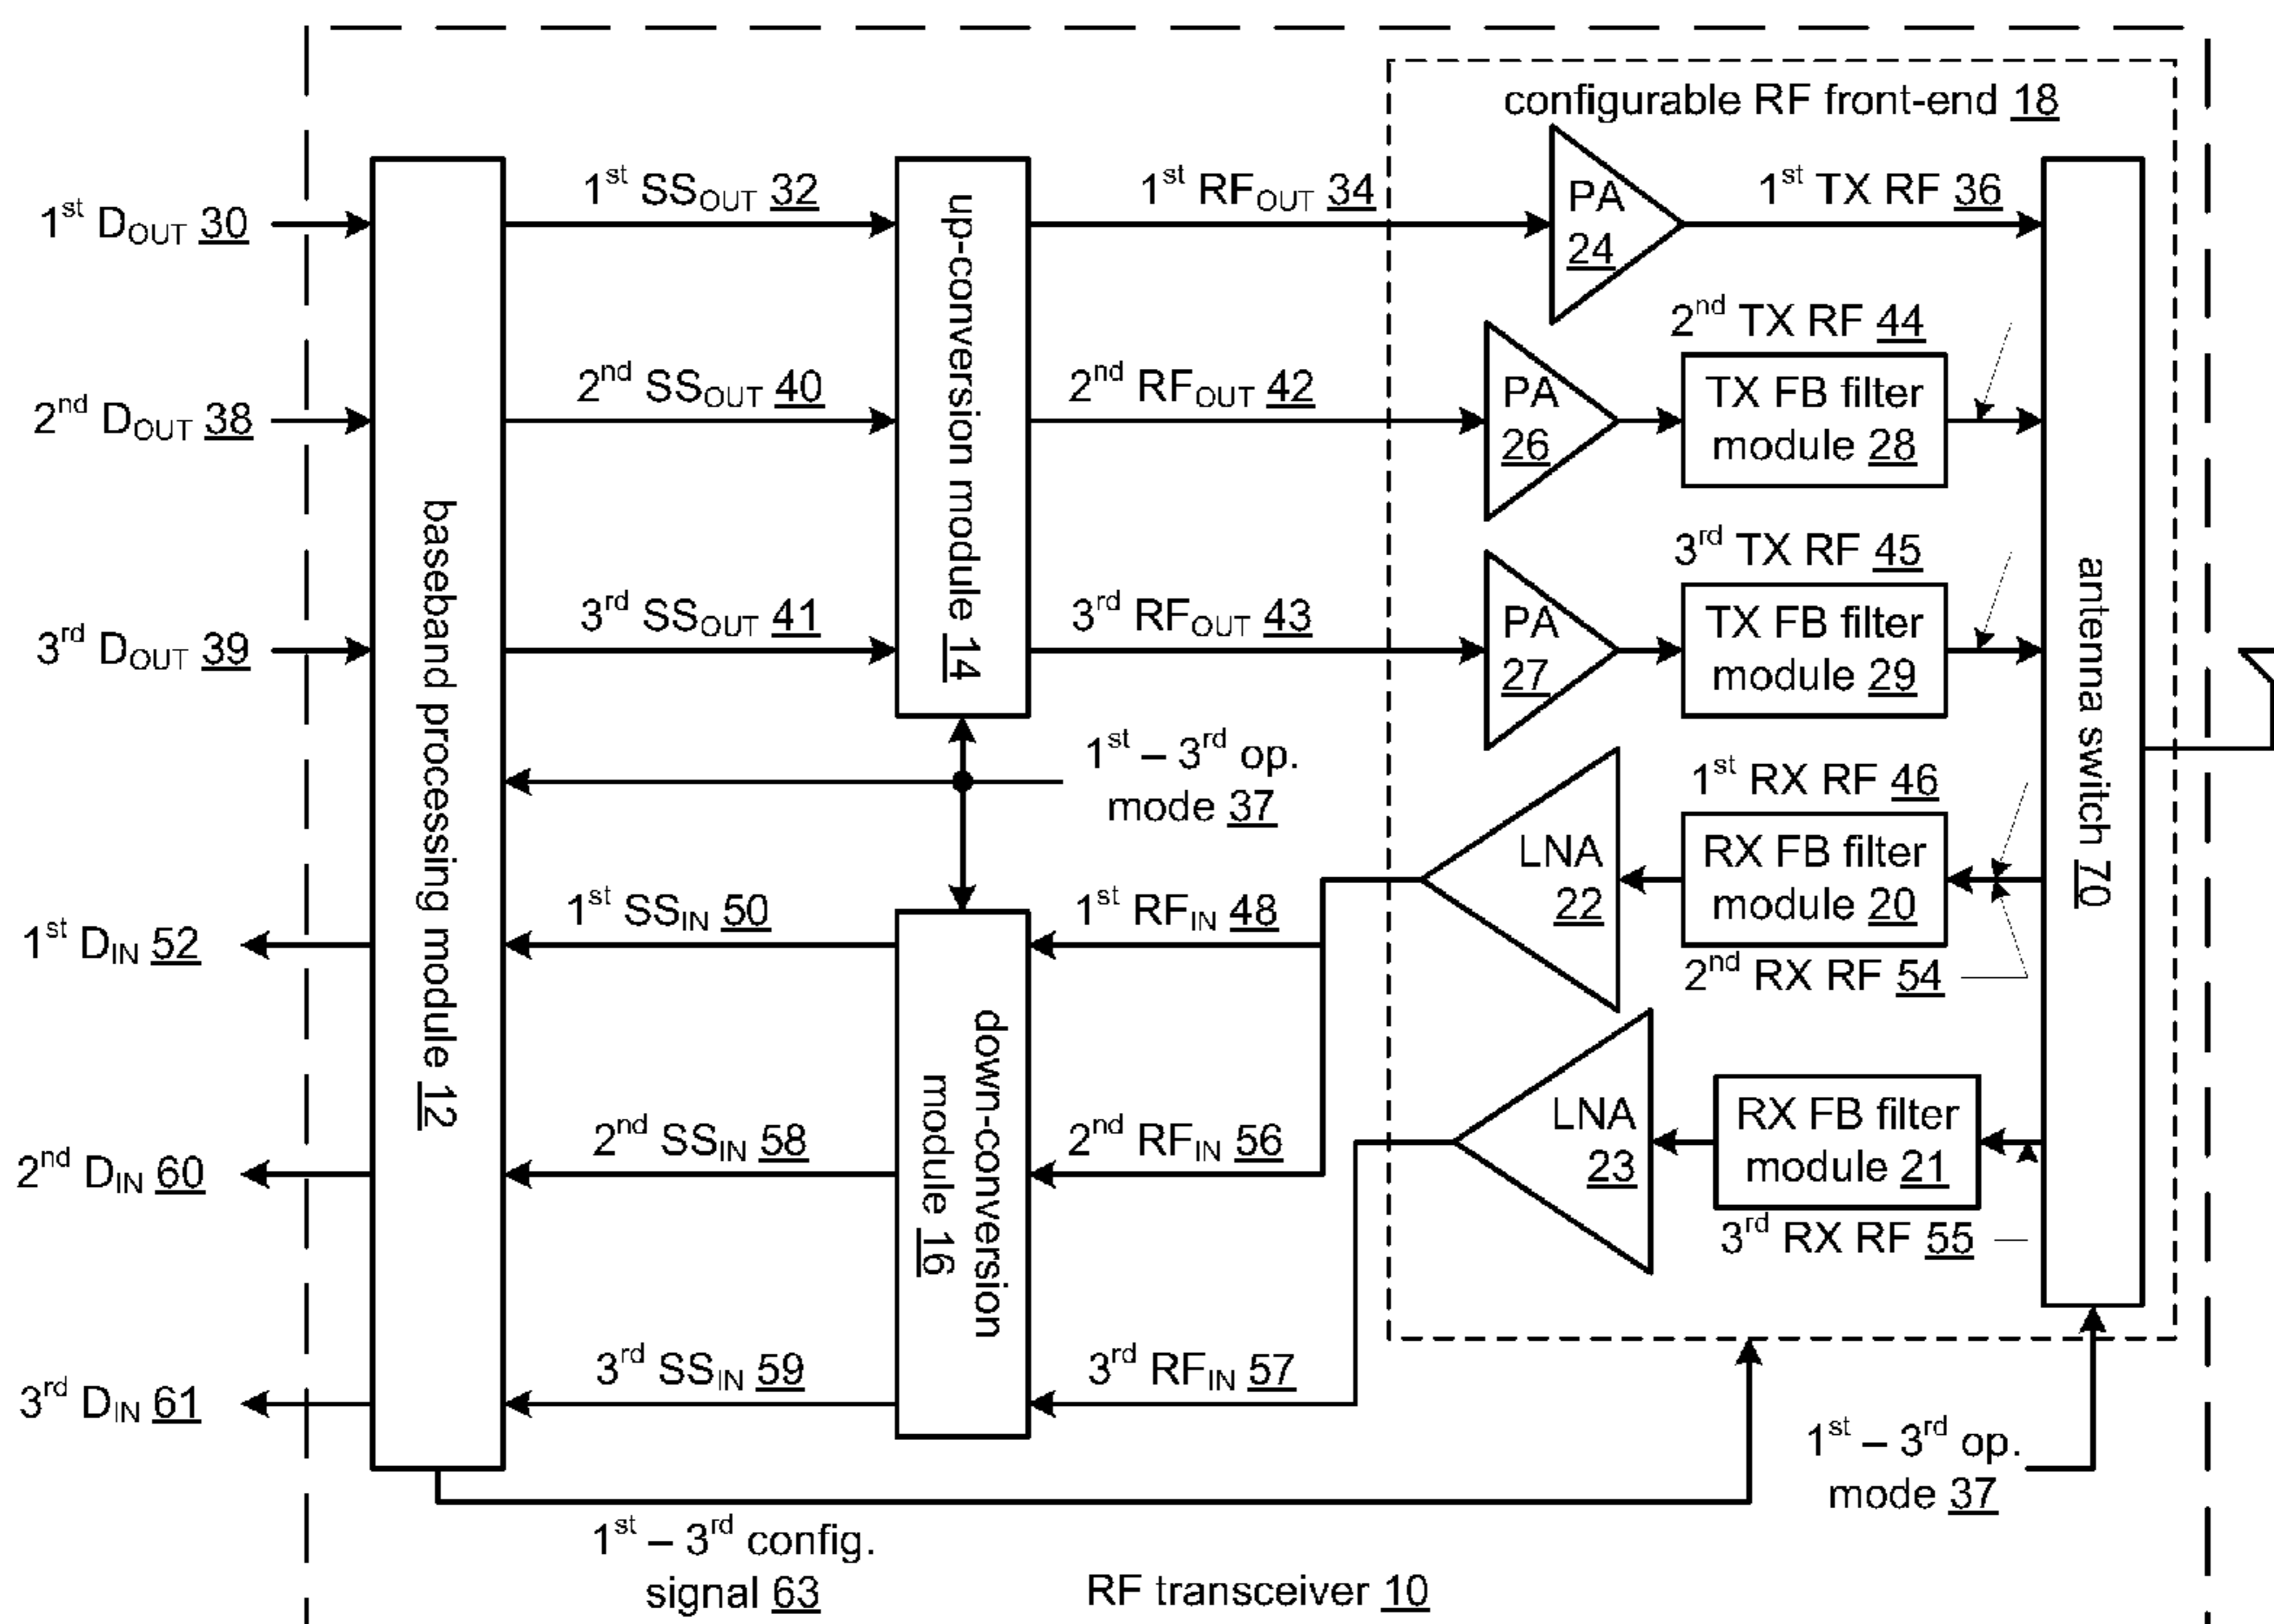 configurable RF front-end 18
1st DOUT 30
1st SSOUT 32
1st RFOUT 34
PA
24
1st TX RF 36
2nd DOUT 38
2nd SSOUT 40
2nd RFOUT 42
PA
26
2nd TX RF 44
TX FB filter
module 28
3rd DOUT 39
3rd SSOUT 41
3rd RFOUT 43
PA
27
3rd TX RF 45
TX FB filter
module 29
baseband processing module 12
up-conversion module 14
antenna switch 70
1st – 3rd op.
mode 37
1st RX RF 46
LNA
22
RX FB filter
module 20
2nd RX RF 54
1st DIN 52
1st SSIN 50
1st RFIN 48
down-conversion
module 16
LNA
23
RX FB filter
module 21
3rd RX RF 55
2nd DIN 60
2nd SSIN 58
2nd RFIN 56
3rd DIN 61
3rd SSIN 59
3rd RFIN 57
1st – 3rd op.
mode 37
1st – 3rd config.
signal 63
RF transceiver 10